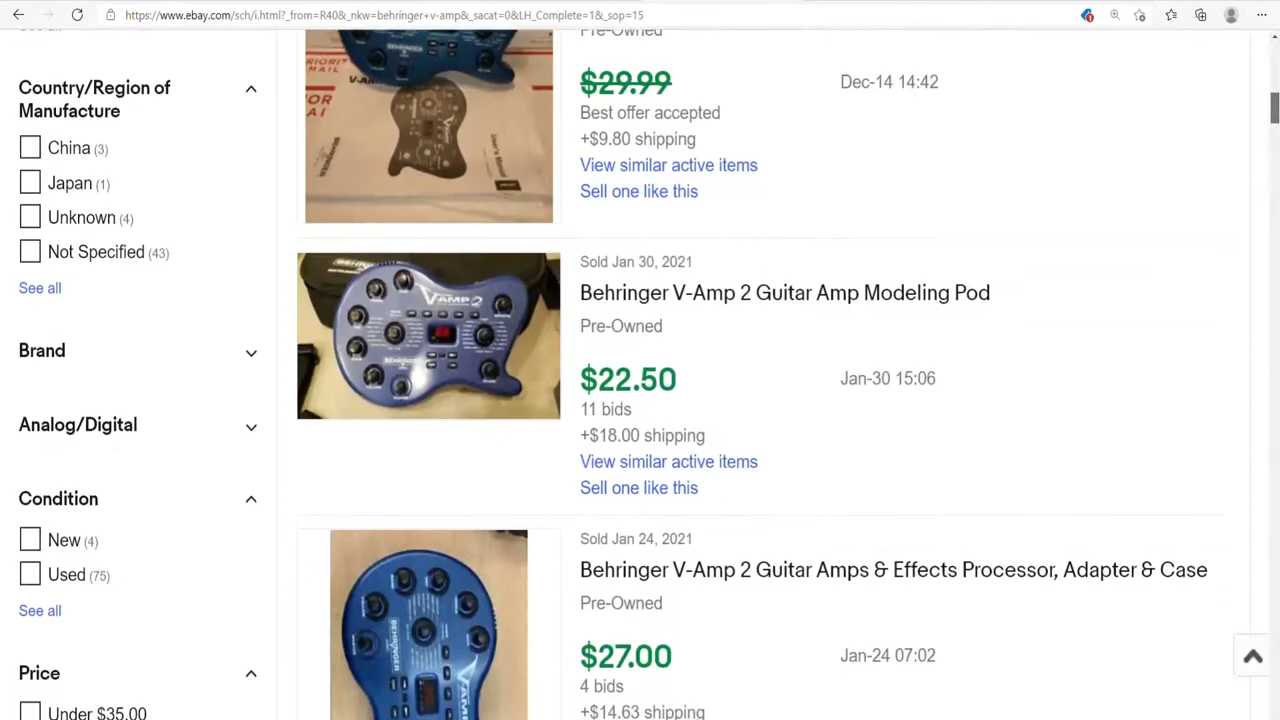 https://www.ebay.com/sch/i.html?_from=R40&_nkw=behringer+v-amp&_sacat=0&LH_Complete=1&_sop=15
See all
Country/Region of
Manufacture
China (3)
Japan (1)
Unknown (4)
Not Specified (43)
See all
Brand
Analog/Digital
Condition
New (4)
Used (75)
See all
Price
Under $35.00
Pre-Owned
$29.99
Dec-14 14:42
Best offer accepted
+$9.80 shipping
View similar active items
Sell one like this
Sold Jan 30, 2021
Behringer V-Amp 2 Guitar Amp Modeling Pod
Pre-Owned
$22.50
Jan-30 15:06
11 bids
+$18.00 shipping
View similar active items
Sell one like this
Sold Jan 24, 2021
Behringer V-Amp 2 Guitar Amps & Effects Processor, Adapter & Case
Pre-Owned
$27.00
Jan-24 07:02
4 bids
+$14.63 shipping
V-AMP 2
BEHRINGER